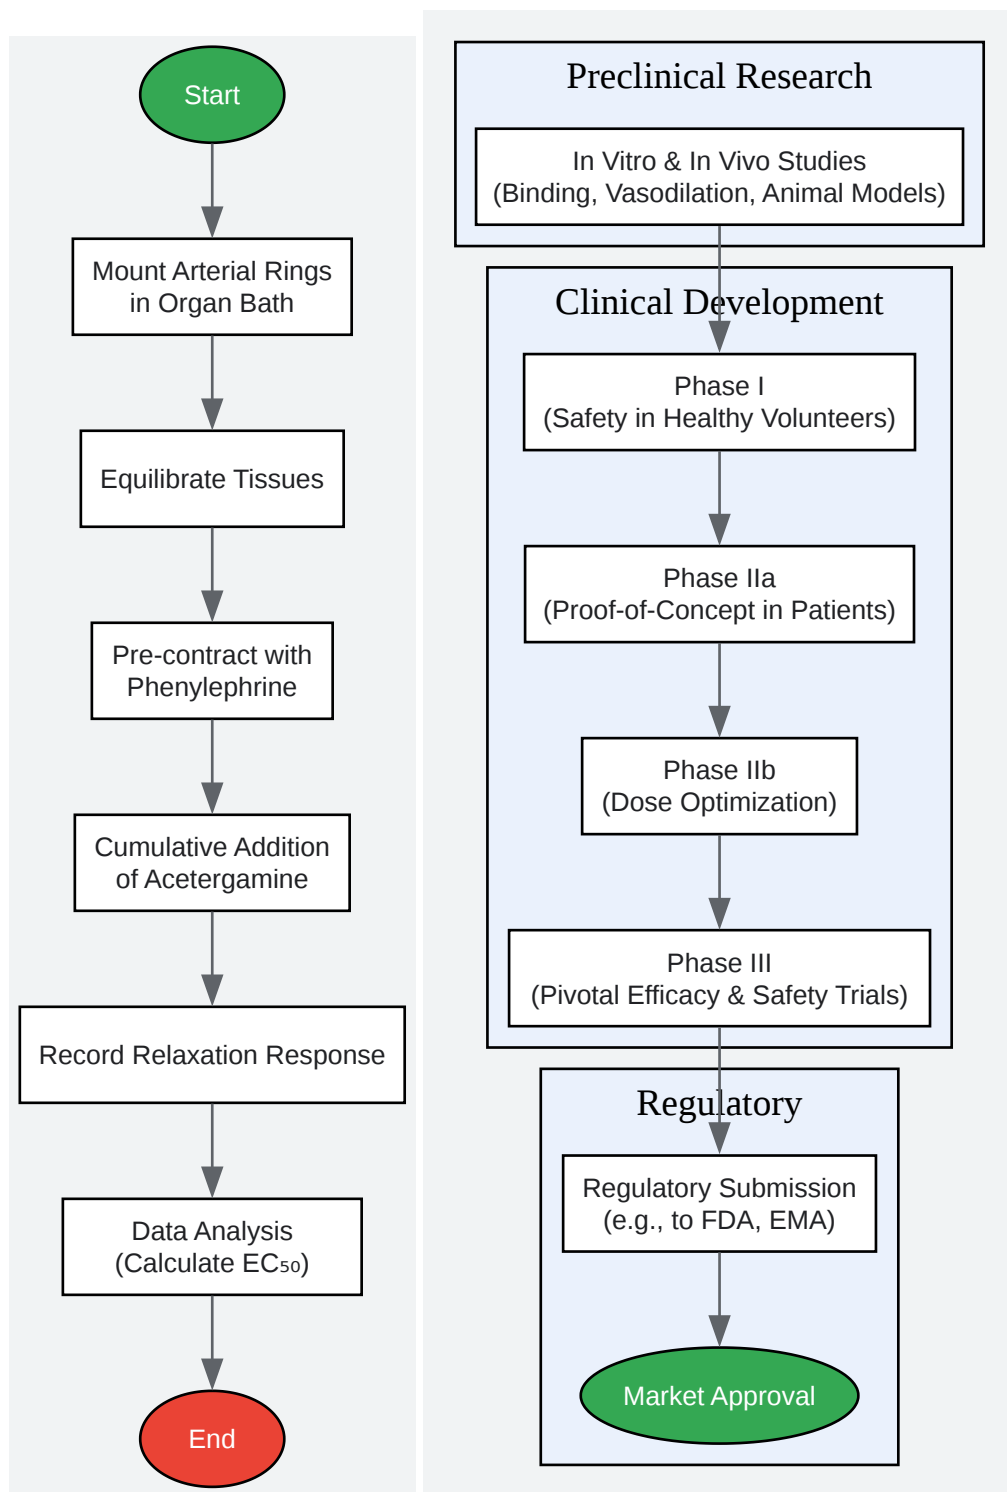 Start
Mount Arterial Rings
in Organ Bath
Equilibrate Tissues
Pre-contract with
Phenylephrine
Cumulative Addition
of Acetergamine
Record Relaxation Response
Data Analysis
(Calculate EC₅₀)
End
Preclinical Research
In Vitro & In Vivo Studies
(Binding, Vasodilation, Animal Models)
Clinical Development
Phase I
(Safety in Healthy Volunteers)
Phase IIa
(Proof-of-Concept in Patients)
Phase IIb
(Dose Optimization)
Phase III
(Pivotal Efficacy & Safety Trials)
Regulatory
Regulatory Submission
(e.g., to FDA, EMA)
Market Approval